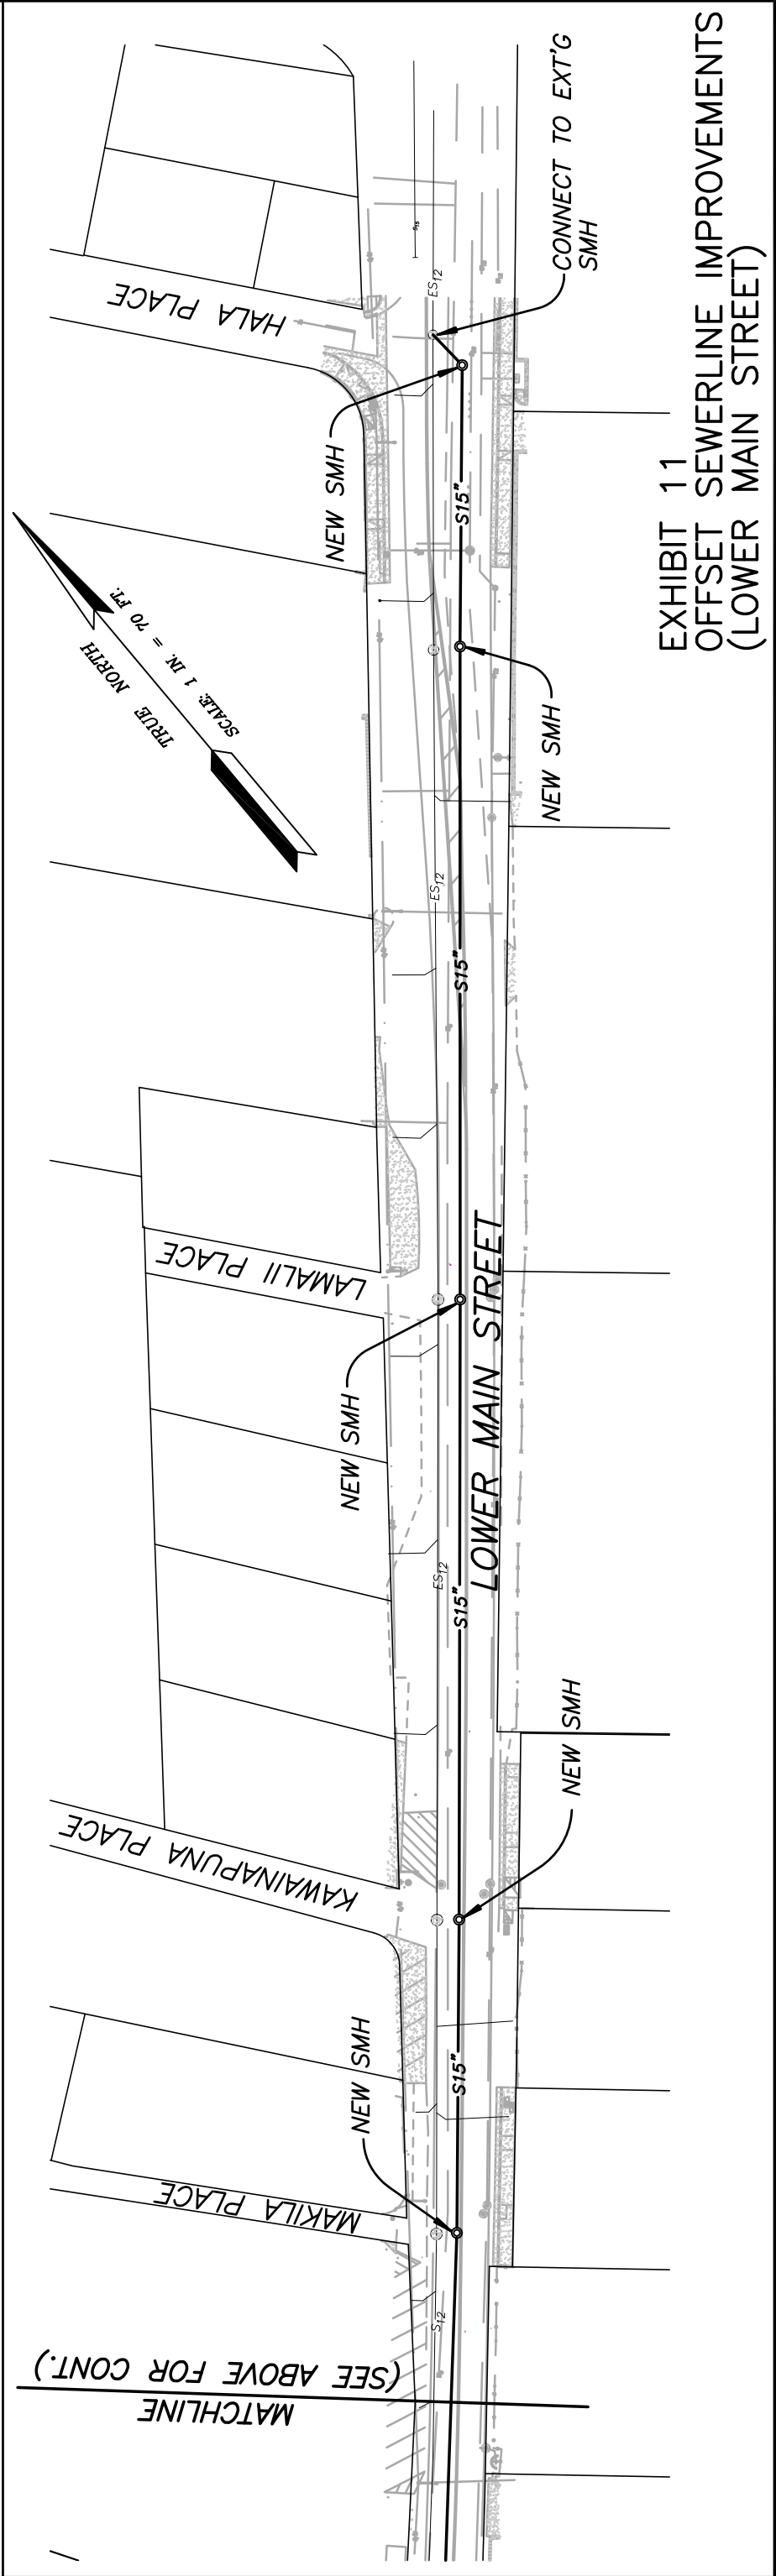 CONNECT TO EXT'G
SMH
HALA PLACE
ES12
S15
NEW SMH
S15"
TRUE NORTH
SCALE: 1 IN. = 70 FT.
NEW SMH
ES12
S15"
LAMALII PLACE
NEW SMH
LOWER MAIN STREET
ES12
S15"
NEW SMH
KAWAINAPUNA PLACE
NEW SMH
S15"
MAKILA PLACE
S12
MATCHLINE
(SEE ABOVE FOR CONT.)
EXHIBIT 11
OFFSET SEWERLINE IMPROVEMENTS
(LOWER MAIN STREET)